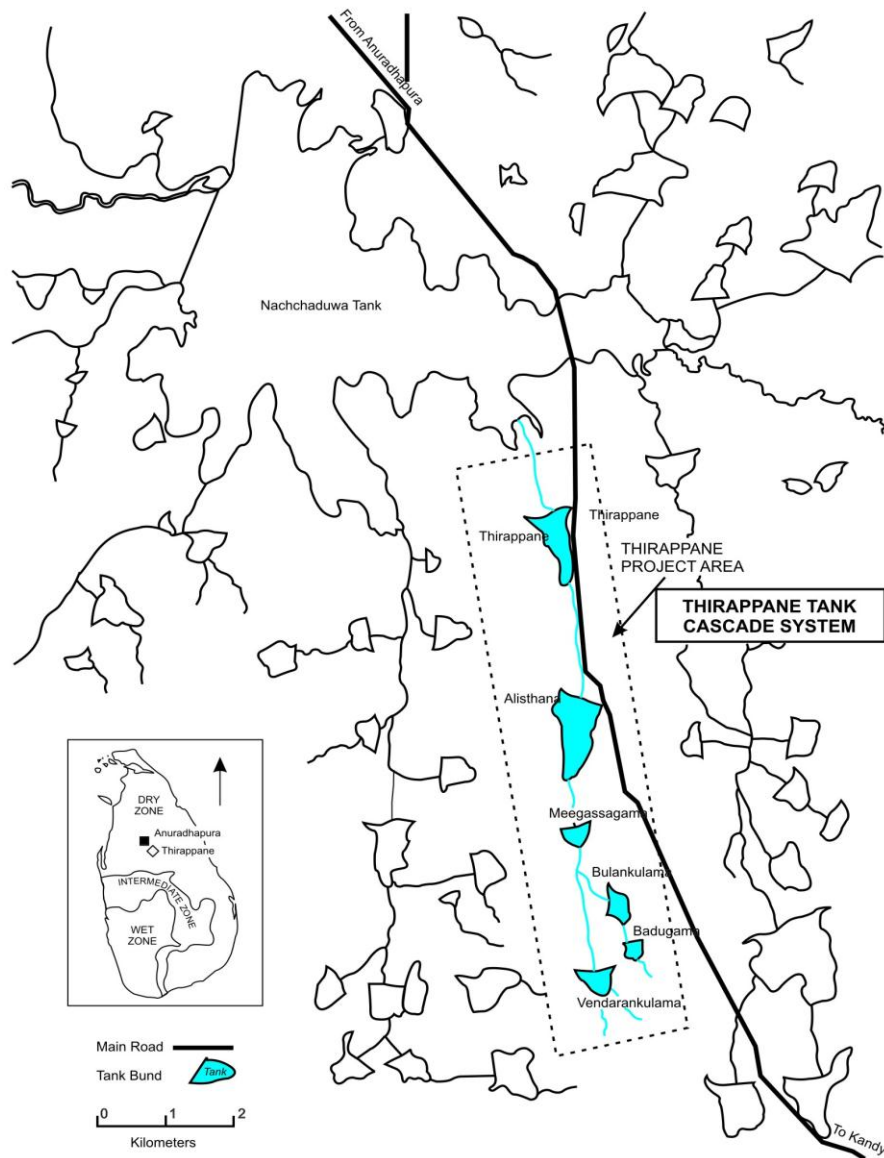 From Anuradhapura
Nachchaduwa Tank
Thirappane
Thirappane
THIRAPPANE
PROJECT AREA
THIRAPPANE TANK
CASCADE SYSTEM
Alisthana
Meegassagama
Bulankulama
Badugama
Vendarankulama
DRY
ZONE
Anuradhapura
Thirappane
INTERMEDIATE ZONE
WET
ZONE
Main Road
Tank Bund
Tank
0 1 2
Kilometers
To Kandy